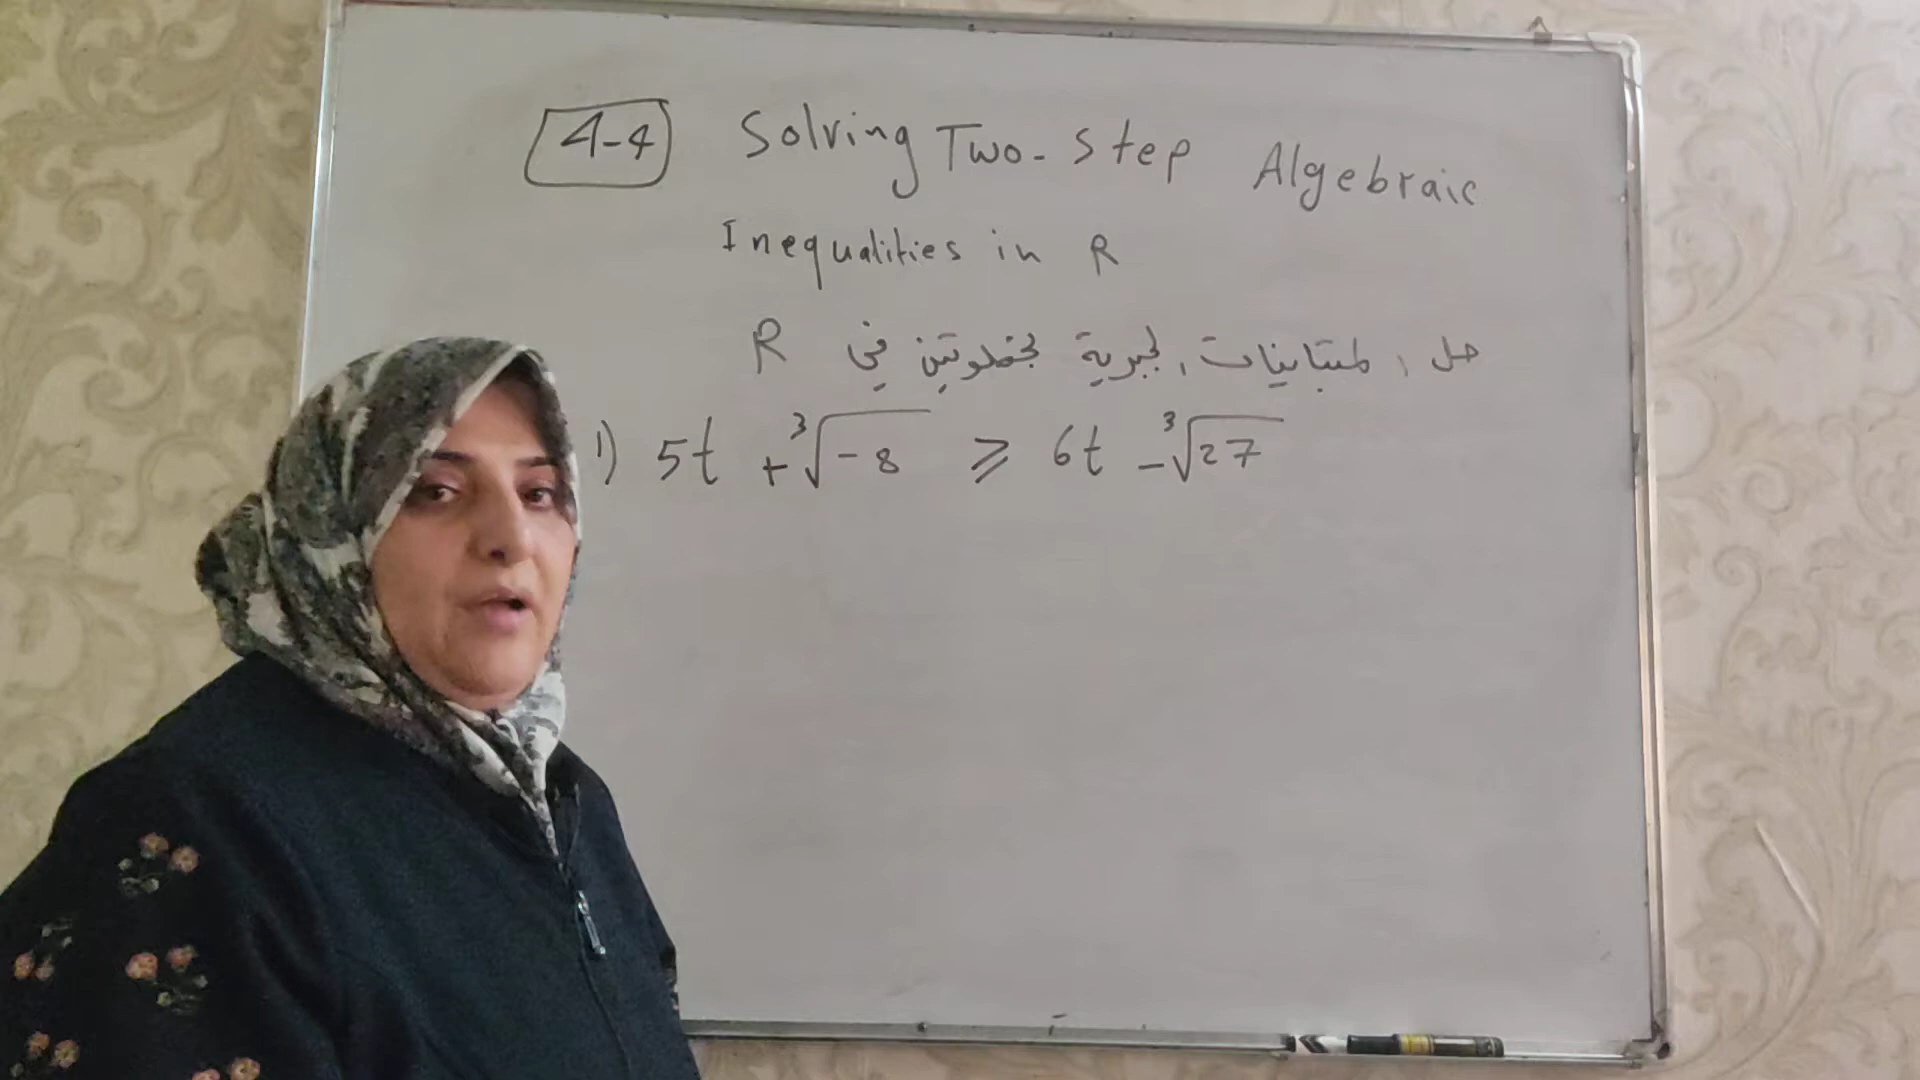 4-4 Solving Two-Step Algebraic
Inequalities in R
حل المتباينات الجبرية بخطوتين في R
1) 5t + ∛-8 ⩾ 6t - ∛27